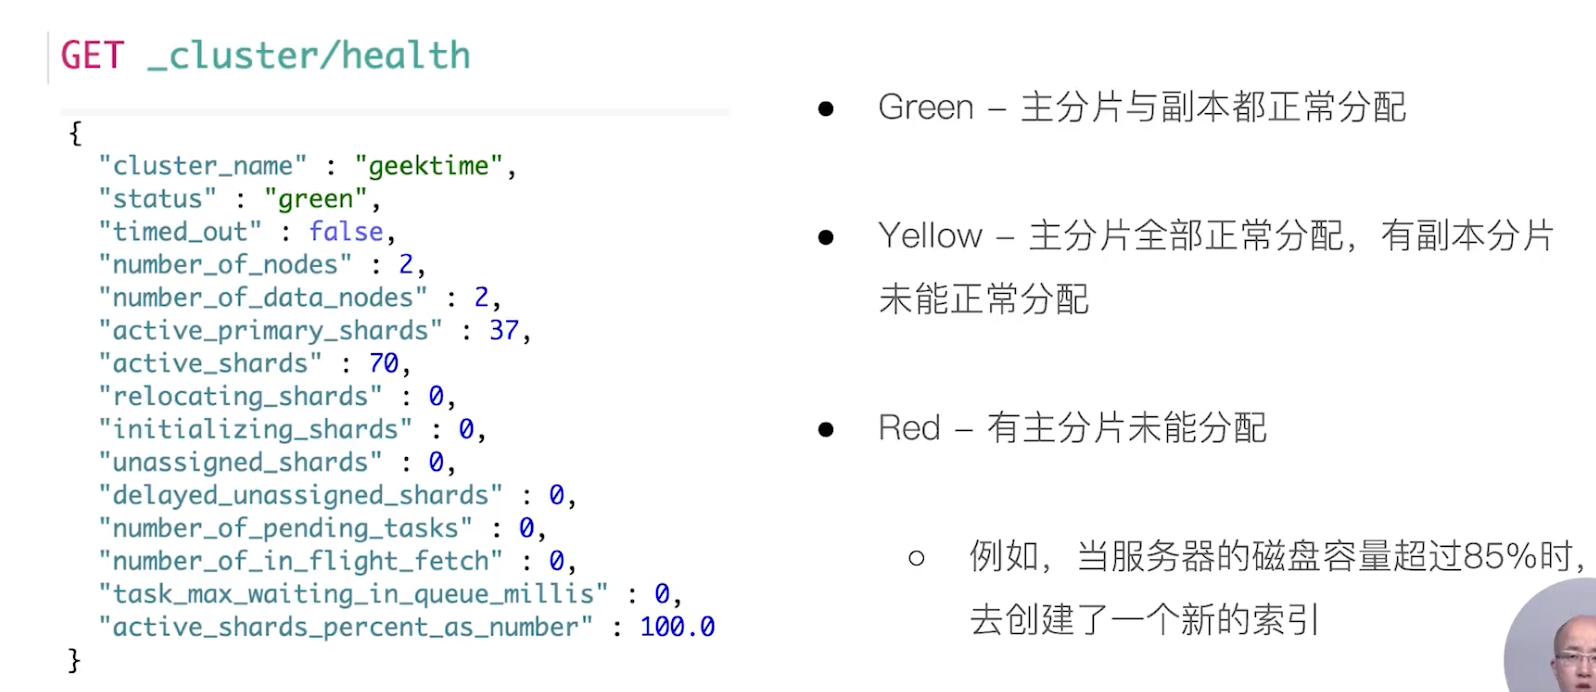 GET _cluster/health
{
"cluster_name" : "geektime",
"status" : "green",
"timed_out" : false,
"number_of_nodes" : 2,
"number_of_data_nodes" : 2,
"active_primary_shards" : 37,
"active_shards" : 70,
"relocating_shards" : 0,
"initializing_shards" : 0,
"unassigned_shards" : 0,
"delayed_unassigned_shards" : 0,
"number_of_pending_tasks" : 0,
"number_of_in_flight_fetch" : 0,
"task_max_waiting_in_queue_millis" : 0,
"active_shards_percent_as_number" : 100.0
}
● Green – 主分片与副本都正常分配
● Yellow – 主分片全部正常分配，有副本分片
未能正常分配
● Red – 有主分片未能分配
○ 例如，当服务器的磁盘容量超过85%时，
去创建了一个新的索引